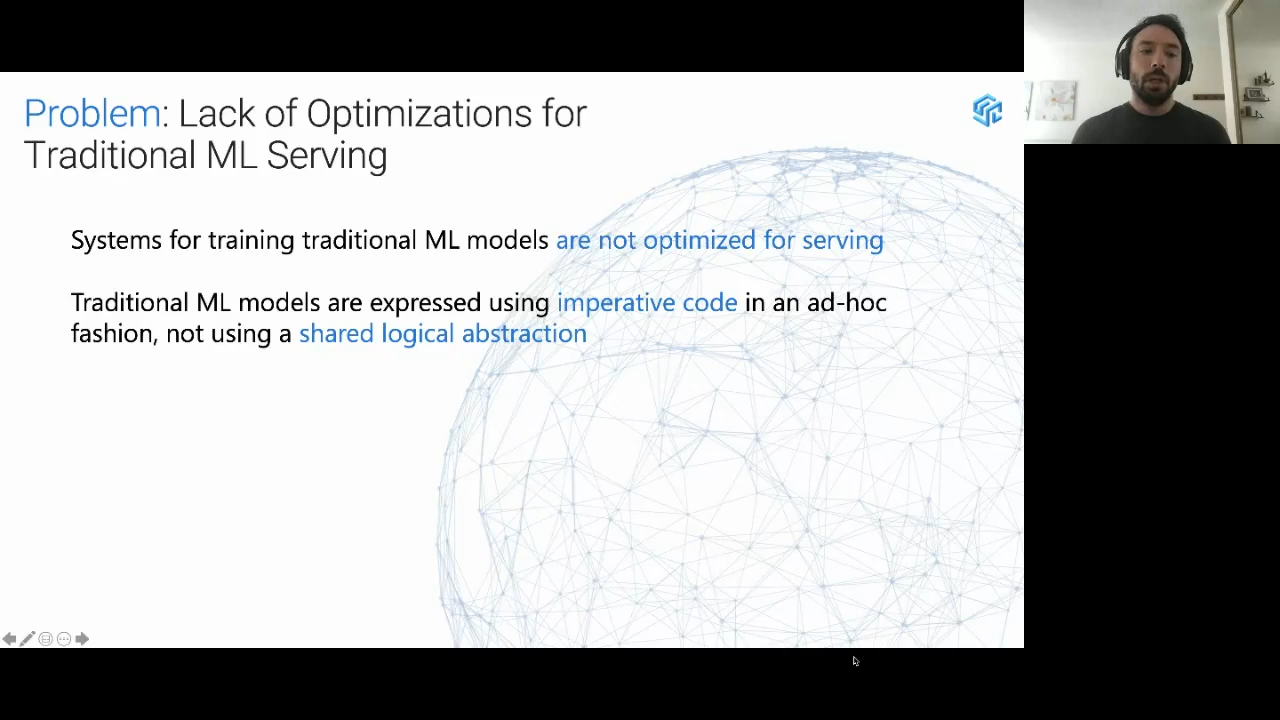 Problem: Lack of Optimizations for
Traditional ML Serving
Systems for training traditional ML models are not optimized for serving
Traditional ML models are expressed using imperative code in an ad-hoc
fashion, not using a shared logical abstraction